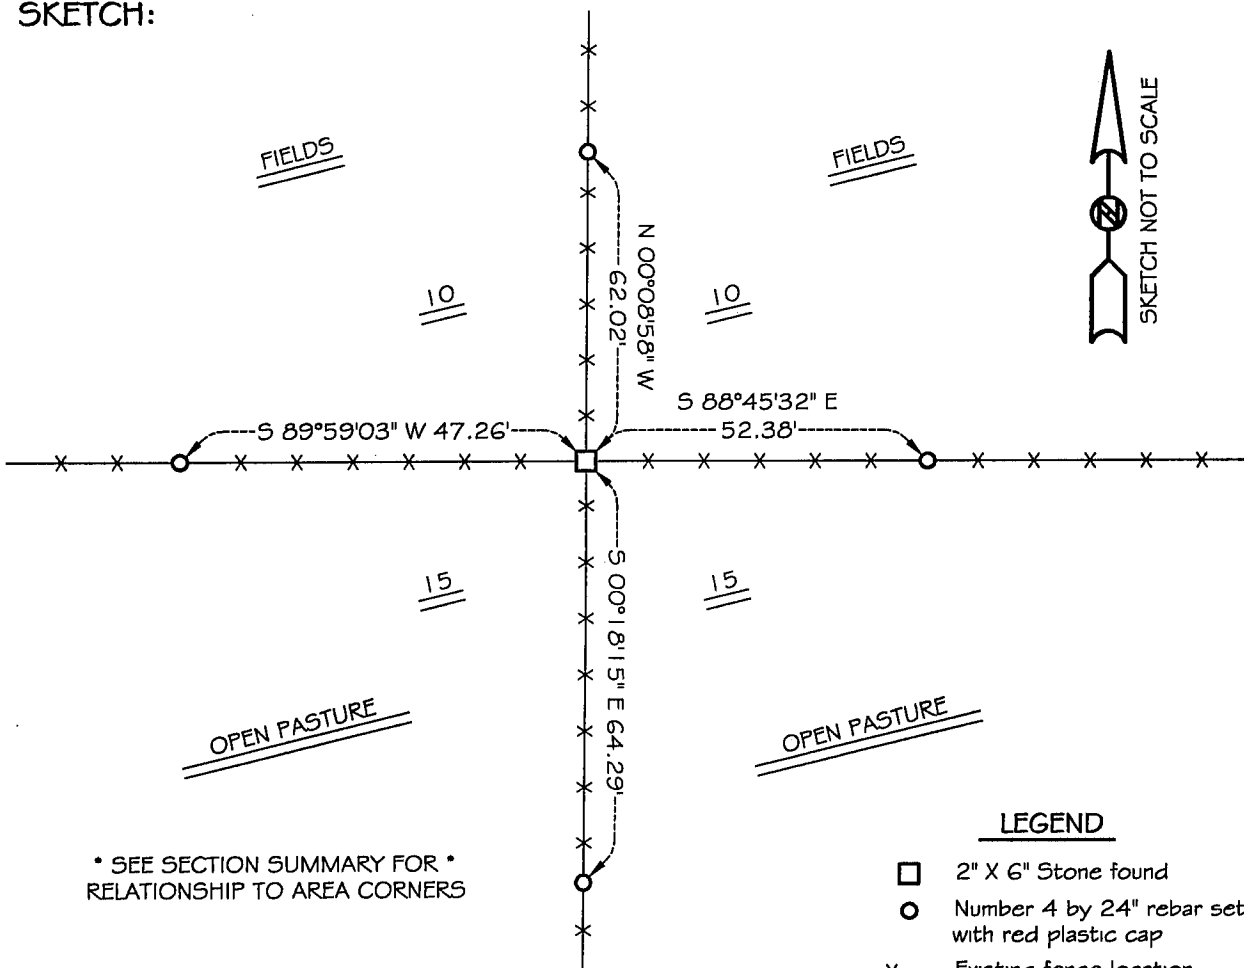 SKETCH:
FIELDS
FIELDS
SKETCH NOT TO SCALE
N
N 00°08'58" W
62.02'
10
10
S 89°59'03" W 47.26'
S 88°45'32" E
52.38'
15
15
S 00°18'15" E 64.29'
OPEN PASTURE
OPEN PASTURE
* SEE SECTION SUMMARY FOR *
RELATIONSHIP TO AREA CORNERS
LEGEND
2" X 6" Stone found
Number 4 by 24" rebar set
with red plastic cap
x Existing fence location